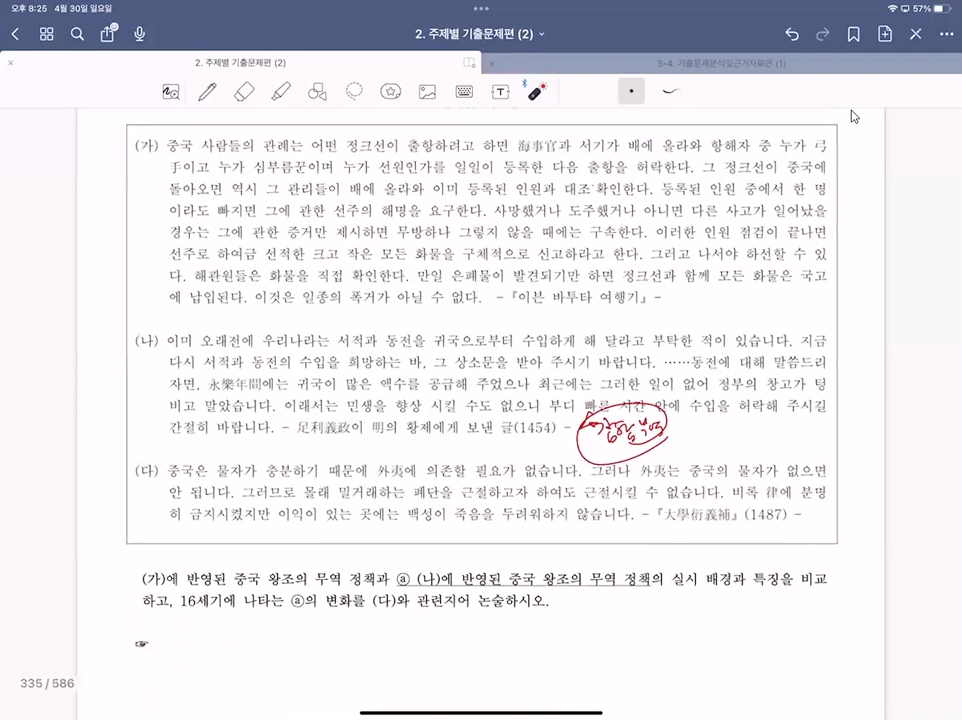 오후 8:25 4월 30일 일요일
57%
2. 주제별 기출문제편 (2)
2. 주제별 기출문제편 (2)
3-4. 기출문제분석및근거자료편 (1)
(가) 중국 사람들의 관례는 어떤 정크선이 출항하려고 하면 海事官과 서기가 배에 올라와 항해자 중 누가 弓
手이고 누가 심부름꾼이며 누가 선원인가를 일일이 등록한 다음 출항을 허락한다. 그 정크선이 중국에
돌아오면 역시 그 관리들이 배에 올라와 이미 등록된 인원과 대조 확인한다. 등록된 인원 중에서 한 명
이라도 빠지면 그에 관한 선주의 해명을 요구한다. 사망했거나 도주했거나 아니면 다른 사고가 일어났을
경우는 그에 관한 증거만 제시하면 무방하나 그렇지 않을 때에는 구속한다. 이러한 인원 점검이 끝나면
선주로 하여금 선적한 크고 작은 모든 화물을 구체적으로 신고하라고 한다. 그러고 나서야 하선할 수 있
다. 해관원들은 화물을 직접 확인한다. 만일 은폐물이 발견되기만 하면 정크선과 함께 모든 화물은 국고
에 납입된다. 이것은 일종의 폭거가 아닐 수 없다. -『이븐 바투타 여행기』-
(나) 이미 오래전에 우리나라는 서적과 동전을 귀국으로부터 수입하게 해 달라고 부탁한 적이 있습니다. 지금
다시 서적과 동전의 수입을 희망하는 바, 그 상소문을 받아 주시기 바랍니다. ……동전에 대해 말씀드리
자면, 永樂年間에는 귀국이 많은 액수를 공급해 주었으나 최근에는 그러한 일이 없어 정부의 창고가 텅
비고 말았습니다. 이래서는 민생을 향상 시킬 수도 없으니 부디 빠른 시간 안에 수입을 허락해 주시길
간절히 바랍니다. - 足利義政이 明의 황제에게 보낸 글(1454) -
감합무역
(다) 중국은 물자가 충분하기 때문에 外夷에 의존할 필요가 없습니다. 그러나 外夷는 중국의 물자가 없으면
안 됩니다. 그러므로 몰래 밀거래하는 폐단을 근절하고자 하여도 근절시킬 수 없습니다. 비록 律에 분명
히 금지시켰지만 이익이 있는 곳에는 백성이 죽음을 두려워하지 않습니다. -『大學衍義補』(1487) -
(가)에 반영된 중국 왕조의 무역 정책과 ⓐ (나)에 반영된 중국 왕조의 무역 정책의 실시 배경과 특징을 비교
하고, 16세기에 나타는 ⓐ의 변화를 (다)와 관련지어 논술하시오.
☞
335 / 586